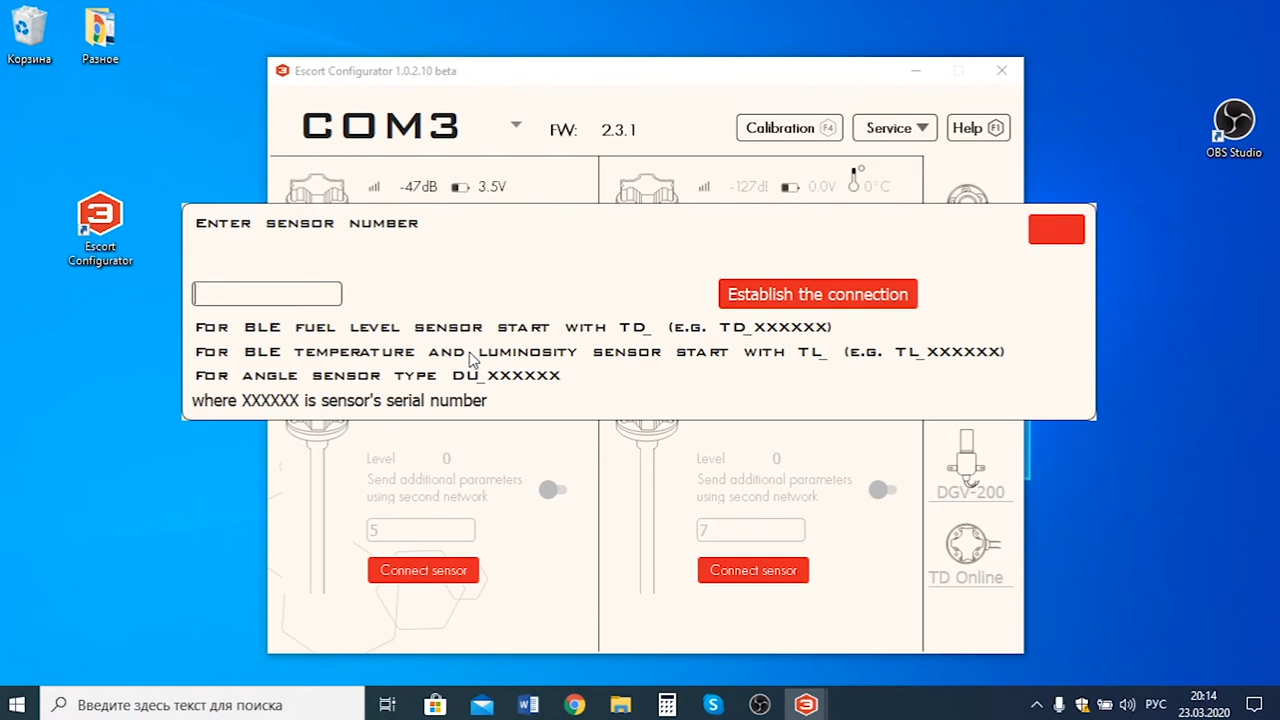 Корзина
Разное
Escort Configurator
OBS Studio
Escort Configurator 1.0.2.10 beta
COM3
FW: 2.3.1
Calibration F4
Service
Help F1
-47dB 3.5V
-127dB 0.0V 0°C
ENTER SENSOR NUMBER
Establish the connection
FOR BLE FUEL LEVEL SENSOR START WITH TD_ (E.G. TD_XXXXXX)
FOR BLE TEMPERATURE AND LUMINOSITY SENSOR START WITH TL_ (E.G. TL_XXXXXX)
FOR ANGLE SENSOR TYPE DU_XXXXXX
where XXXXXX is sensor's serial number
Level 0
Send additional parameters
using second network
5
Connect sensor
Level 0
Send additional parameters
using second network
7
Connect sensor
DGV-200
TD Online
Введите здесь текст для поиска
РУС
20:14
23.03.2020